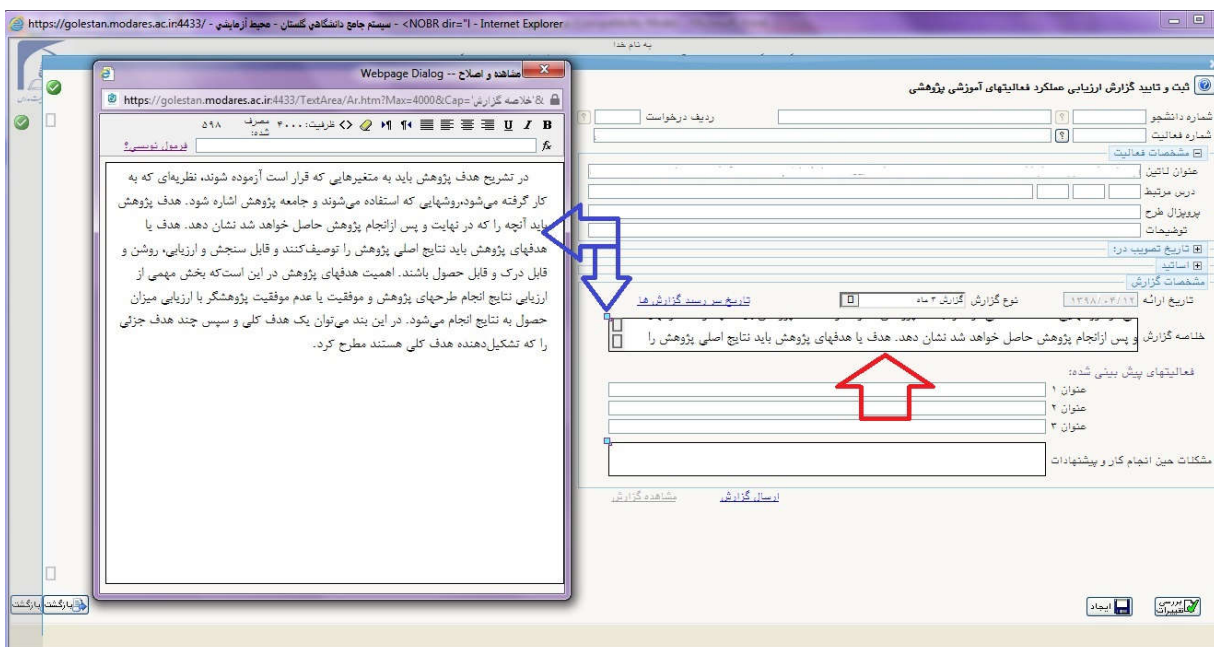 https://golestan.modares.ac.ir:4433/ - سیستم جامع دانشگاهی گلستان - محیط آزمایشی - <NOBR dir="l - Internet Explorer
به نام خدا
مشاهده و اصلاح -- Webpage Dialog
https://golestan.modares.ac.ir:4433/TextArea/Ar.htm?Max=4000&Cap='خلاصه گزارش'&
B I U ظرفیت: ۴۰۰۰ مصرف شده: ۵۹۸
fx فرمول نویسی؟
در تشریح هدف پژوهش باید به متغیرهایی که قرار است آزموده شوند، نظریه‌ای که به
کار گرفته می‌شود،روشهایی که استفاده می‌شوند و جامعه پژوهش اشاره شود. هدف پژوهش
باید آنچه را که در نهایت و پس ازانجام پژوهش حاصل خواهد شد نشان دهد. هدف یا
هدفهای پژوهش باید نتایج اصلی پژوهش را توصیف‌کنند و قابل سنجش و ارزیابی، روشن و
قابل درک و قابل حصول باشند. اهمیت هدفهای پژوهش در این است‌که بخش مهمی از
ارزیابی نتایج انجام طرحهای پژوهش و موفقیت یا عدم موفقیت پژوهشگر با ارزیابی میزان
حصول به نتایج انجام می‌شود. در این بند می‌توان یک هدف کلی و سپس چند هدف جزئی
را که تشکیل‌دهنده هدف کلی هستند مطرح کرد.
ثبت و تایید گزارش ارزیابی عملکرد فعالیتهای آموزشی پژوهشی
شماره دانشجو ردیف درخواست
شماره فعالیت
مشخصات فعالیت
عنوان لاتین
درس مرتبط
پروپزال طرح
توضیحات
تاریخ تصویب در:
اساتید
مشخصات گزارش
تاریخ ارائه ۱۳۹۸/۰۴/۱۲ نوع گزارش گزارش ۳ ماه تاریخ سر رسید گزارش ها
خلاصه گزارش و پس ازانجام پژوهش حاصل خواهد شد نشان دهد. هدف یا هدفهای پژوهش باید نتایج اصلی پژوهش را
فعالیتهای پیش بینی شده:
عنوان ۱
عنوان ۲
عنوان ۳
مشکلات حین انجام کار و پیشنهادات
ارسال گزارش مشاهده گزارش
بررسی تغییرات ایجاد بازگشت بازگشت